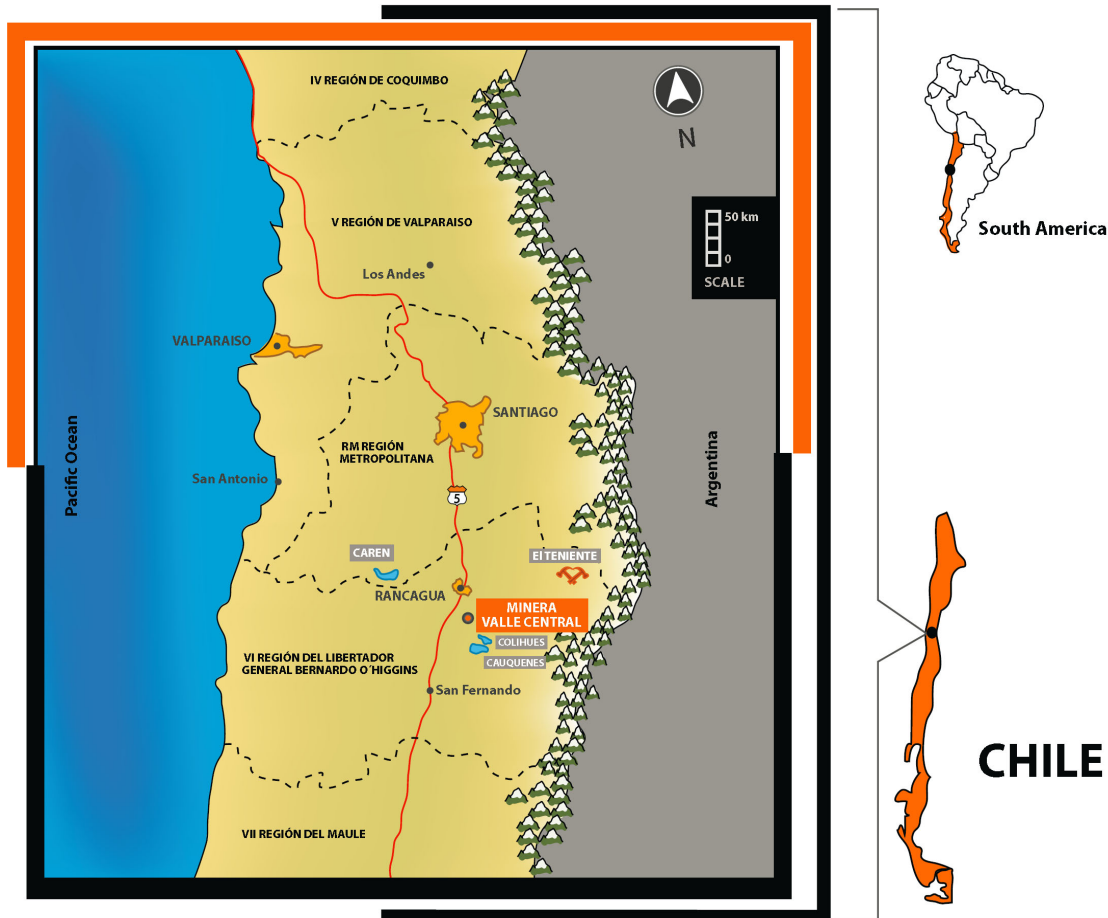 IV REGIÓN DE COQUIMBO
N
V REGIÓN DE VALPARAISO
50 km
0
SCALE
South America
Los Andes
VALPARAISO
SANTIAGO
RM REGIÓN
METROPOLITANA
Pacific Ocean
Argentina
San Antonio
5
CAREN
El TENIENTE
RANCAGUA
MINERA
VALLE CENTRAL
COLIHUES
CAUQUENES
VI REGIÓN DEL LIBERTADOR
GENERAL BERNARDO O´HIGGINS
San Fernando
CHILE
VII REGIÓN DEL MAULE